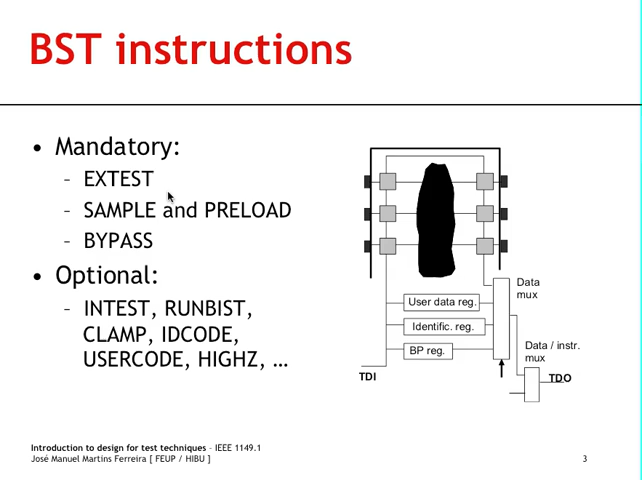 BST instructions
• Mandatory:
– EXTEST
– SAMPLE and PRELOAD
– BYPASS
• Optional:
– INTEST, RUNBIST,
CLAMP, IDCODE,
USERCODE, HIGHZ, ...
Data
mux
User data reg.
Identific. reg.
BP reg.
Data / instr.
mux
TDI
TDO
Introduction to design for test techniques – IEEE 1149.1
José Manuel Martins Ferreira [ FEUP / HIBU ]
3